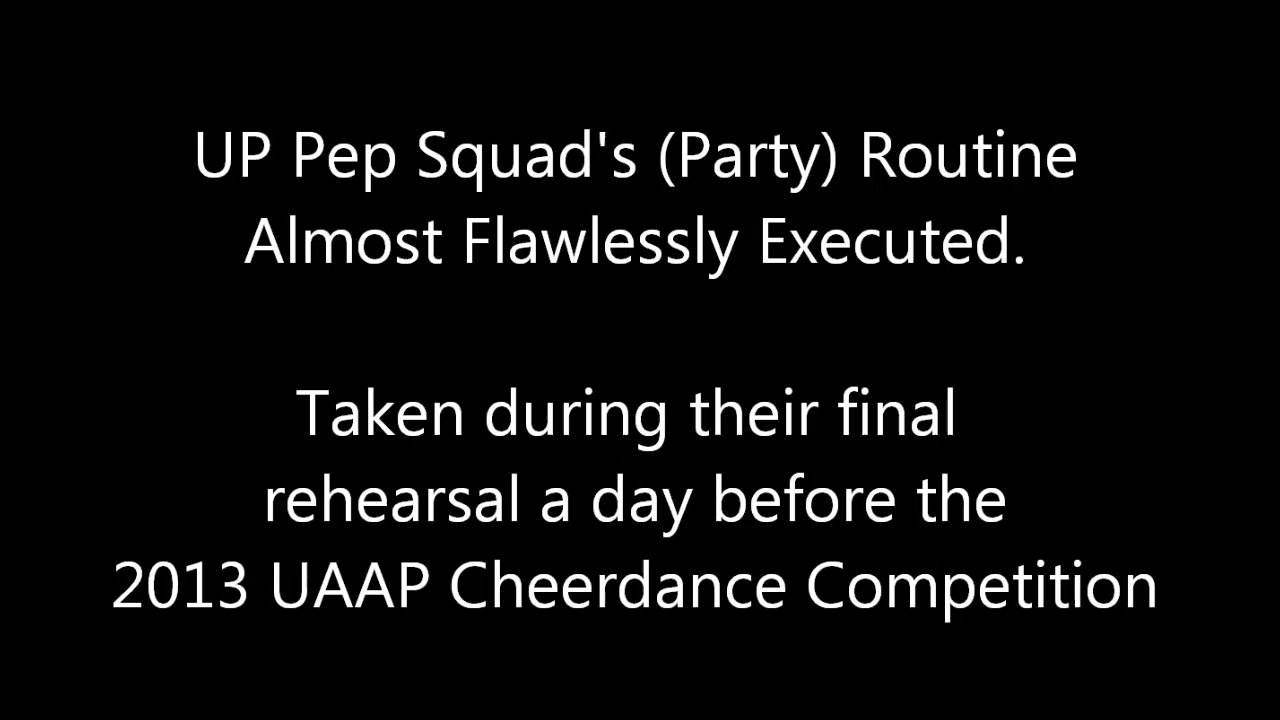 UP Pep Squad's (Party) Routine
Almost Flawlessly Executed.
Taken during their final
rehearsal a day before the
2013 UAAP Cheerdance Competition